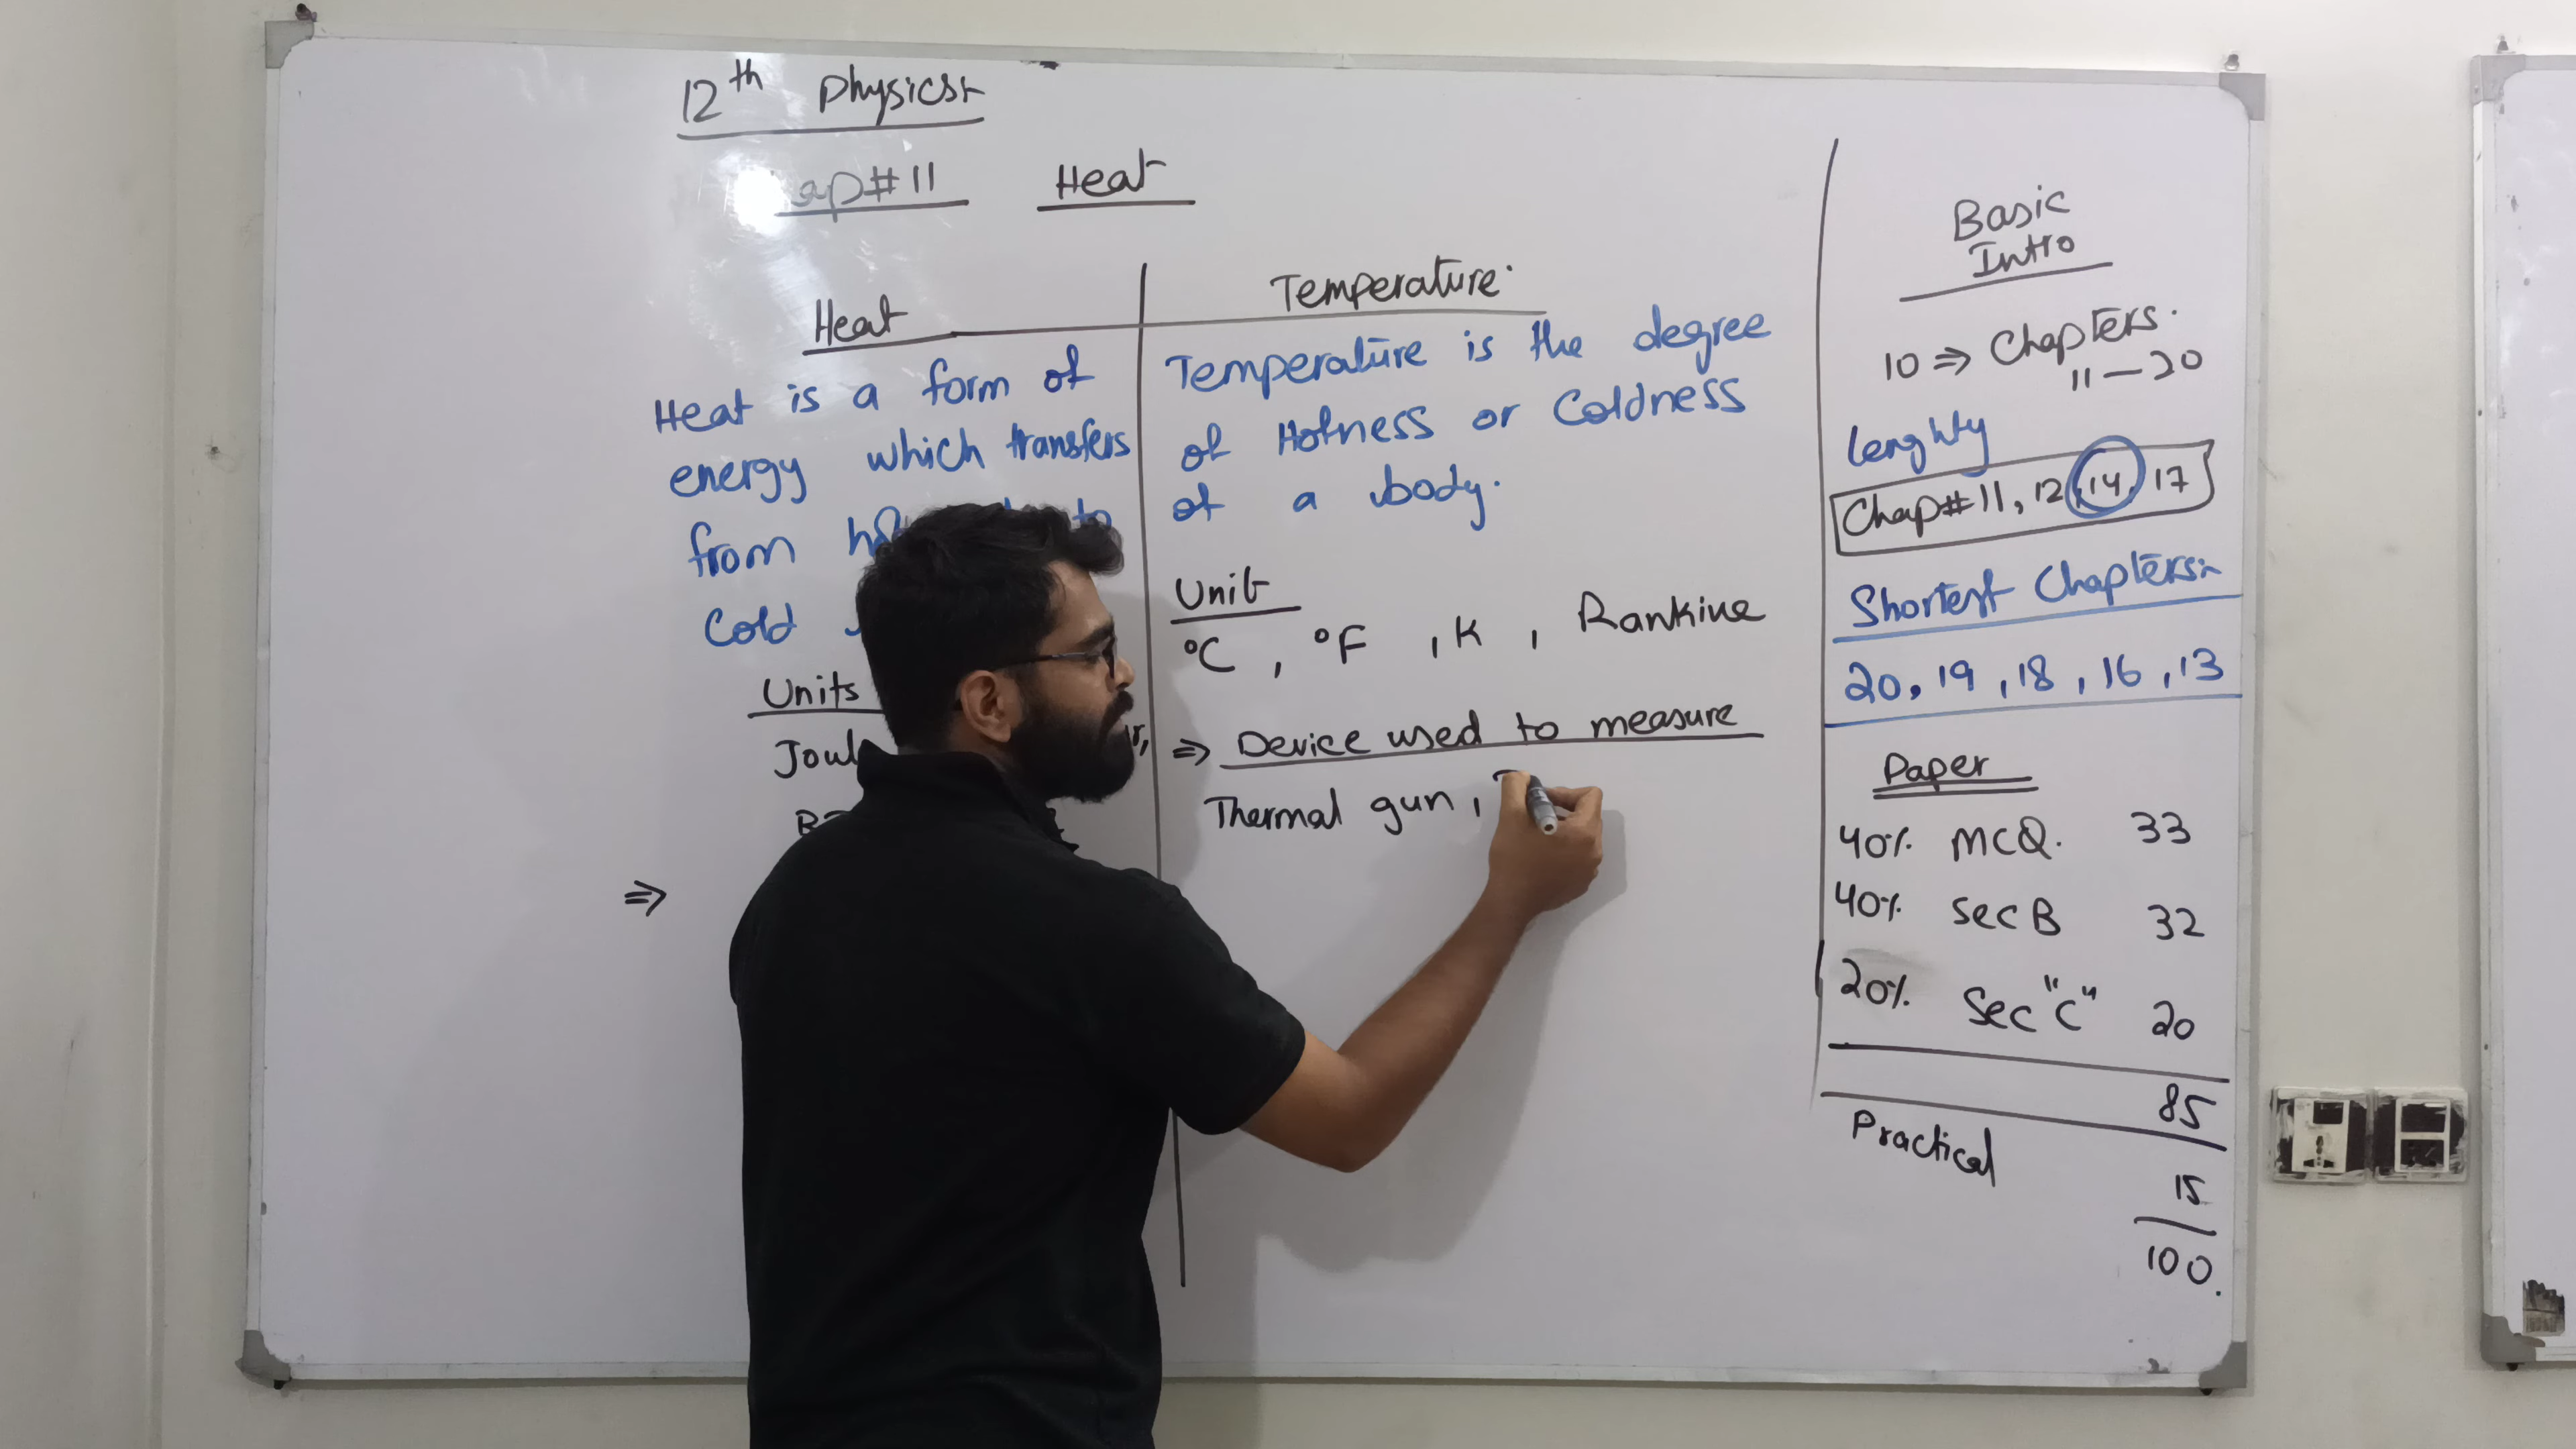 12th Physics:-
ap#11 Heat
Heat
Heat is a form of
energy which transfers
from to
Cold
Units
⇒
Temperature.
Temperature is the degree
of Hotness or Coldness
of a body.
Unit
°C, °F, K, Rankine
⇒ Device used to measure
Thermal gun,
Basic
Intro
10 ⇒ Chapters.
11 – 20
lenghty
Chap# 11, 12, 14, 17
Shortest Chapters:-
20, 19, 18, 16, 13
Paper
40% MCQ. 33
40% Sec B 32
20% Sec "C" 20
85
Practical
15
100.